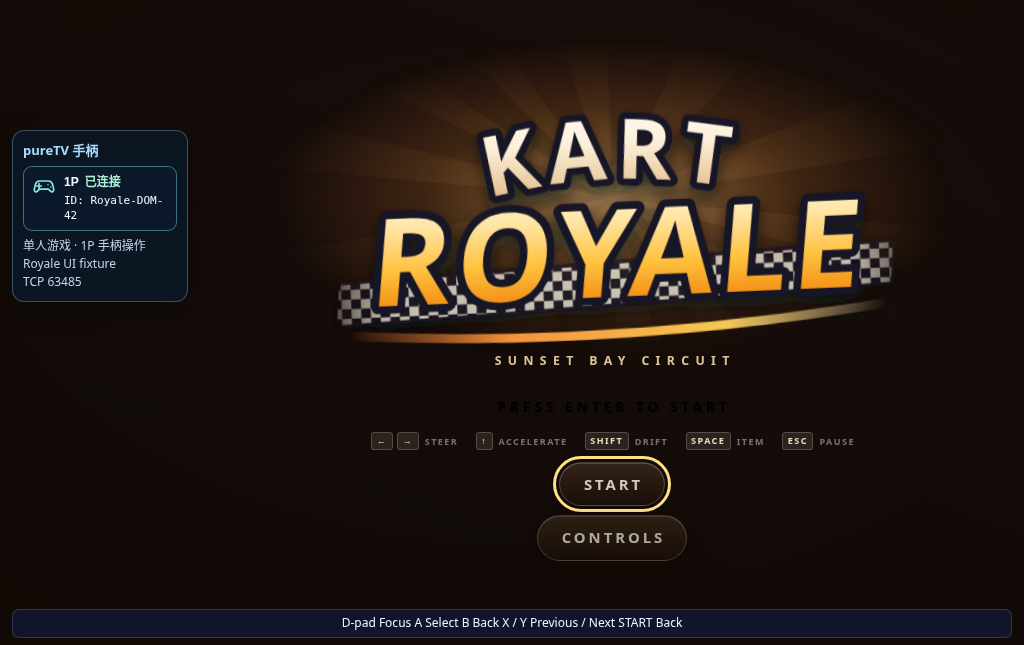 pureTV 手柄
1P 已连接
ID: Royale-DOM-
42
单人游戏 · 1P 手柄操作
Royale UI fixture
TCP 63485
KART
ROYALE
SUNSET BAY CIRCUIT
PRESS ENTER TO START
← → STEER ↑ ACCELERATE SHIFT DRIFT SPACE ITEM ESC PAUSE
START
CONTROLS
D-pad Focus A Select B Back X / Y Previous / Next START Back